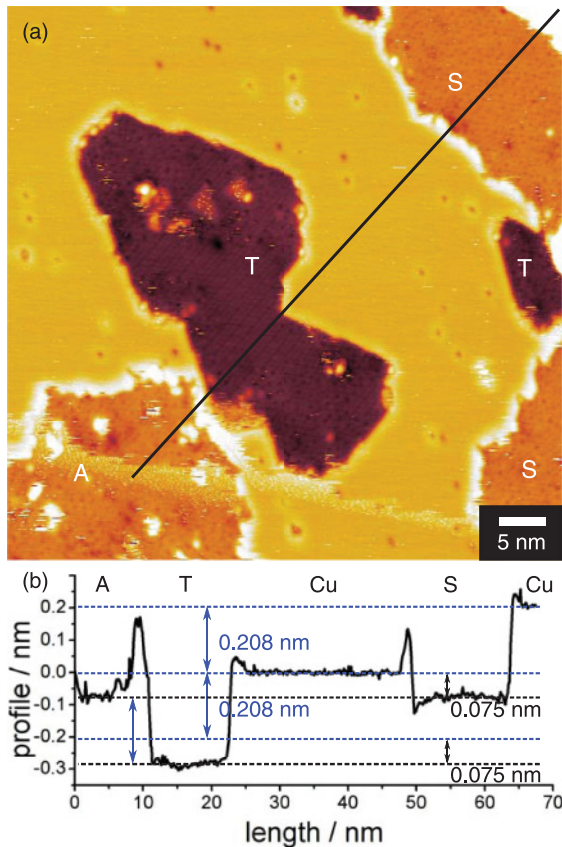 (a)
S
T
T
A
S
5 nm
(b)
A T Cu S Cu
0.2
0.1
0.0
-0.1
-0.2
-0.3
profile / nm
0.208 nm
0.208 nm
0.075 nm
0.075 nm
0 10 20 30 40 50 60 70
length / nm